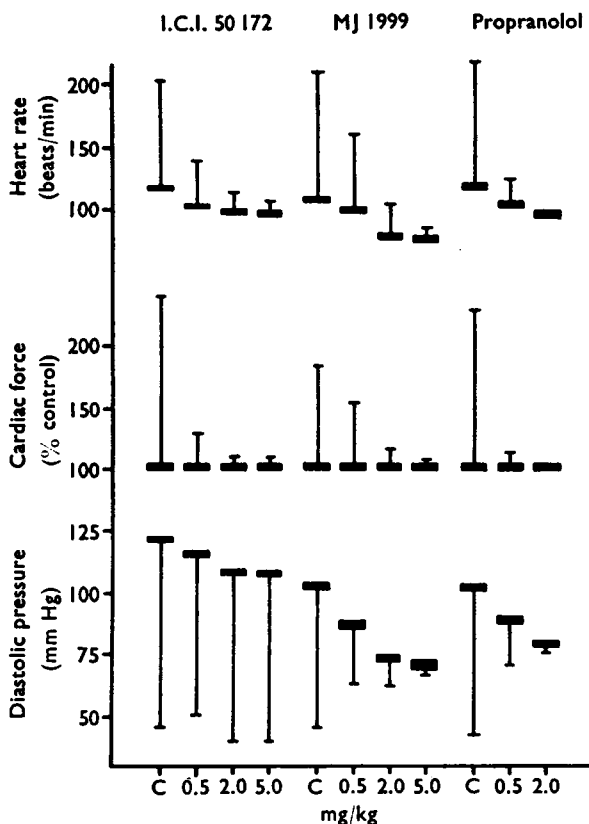 I.C.I. 50 172 MJ 1999 Propranolol
Heart rate
(beats/min)
200
150
100
Cardiac force
(% control)
200
150
100
Diastolic pressure
(mm Hg)
125
100
75
50
C 0.5 2.0 5.0 C 0.5 2.0 5.0 C 0.5 2.0
mg/kg